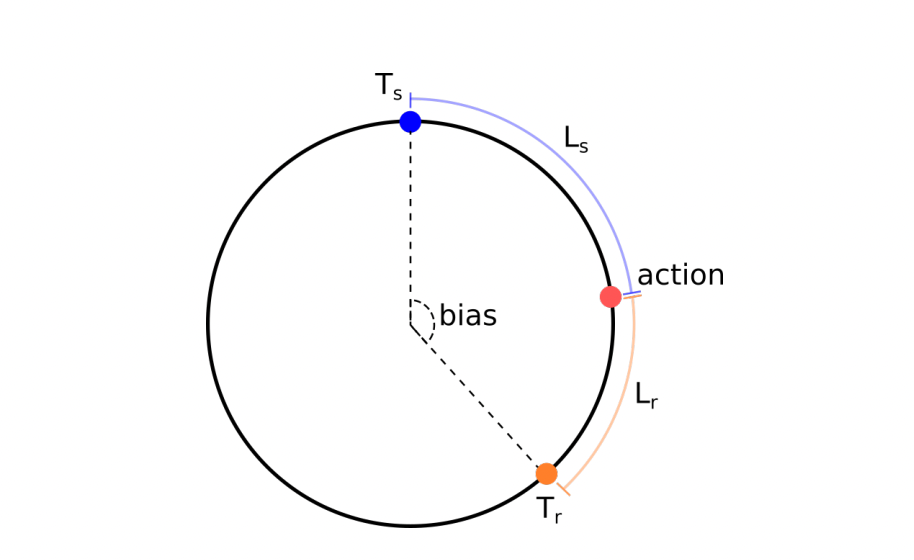 Tₛ
Lₛ
action
bias
Lᵣ
Tᵣ